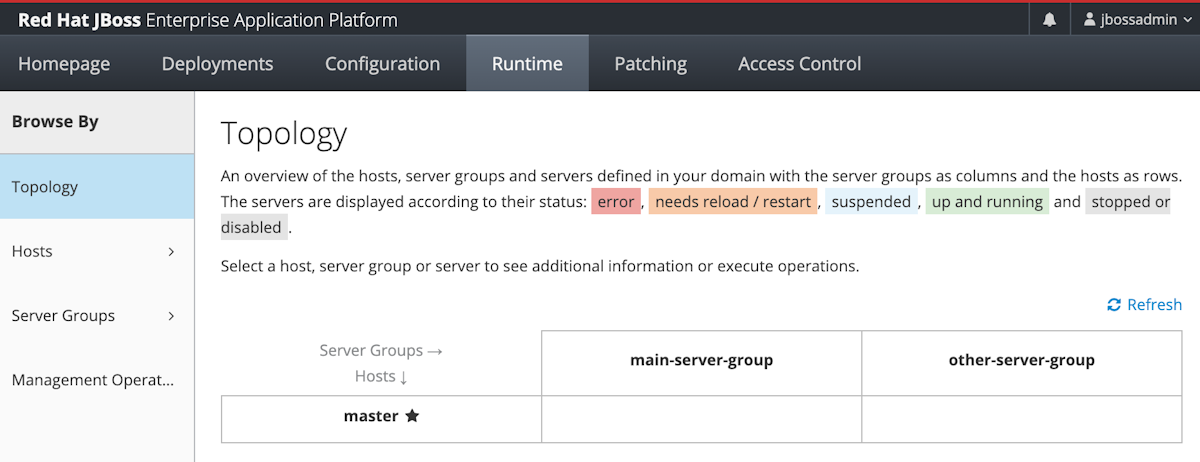 Red Hat JBoss Enterprise Application Platform
jbossadmin
Homepage Deployments Configuration Runtime Patching Access Control
Browse By
Topology
Hosts
Server Groups
Management Operat...
Topology
An overview of the hosts, server groups and servers defined in your domain with the server groups as columns and the hosts as rows.
The servers are displayed according to their status: error , needs reload / restart , suspended , up and running and stopped or
disabled .
Select a host, server group or server to see additional information or execute operations.
Refresh
Server Groups →
Hosts ↓
main-server-group
other-server-group
master ★